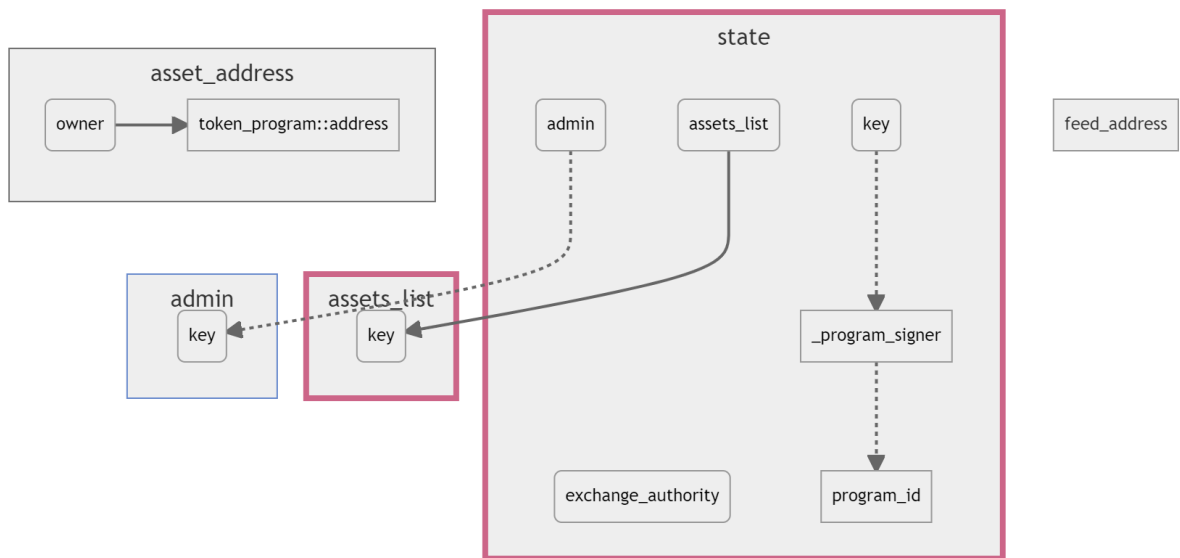 asset_address
owner
token_program::address
state
admin
assets_list
key
feed_address
admin
key
assets_list
key
_program_signer
exchange_authority
program_id